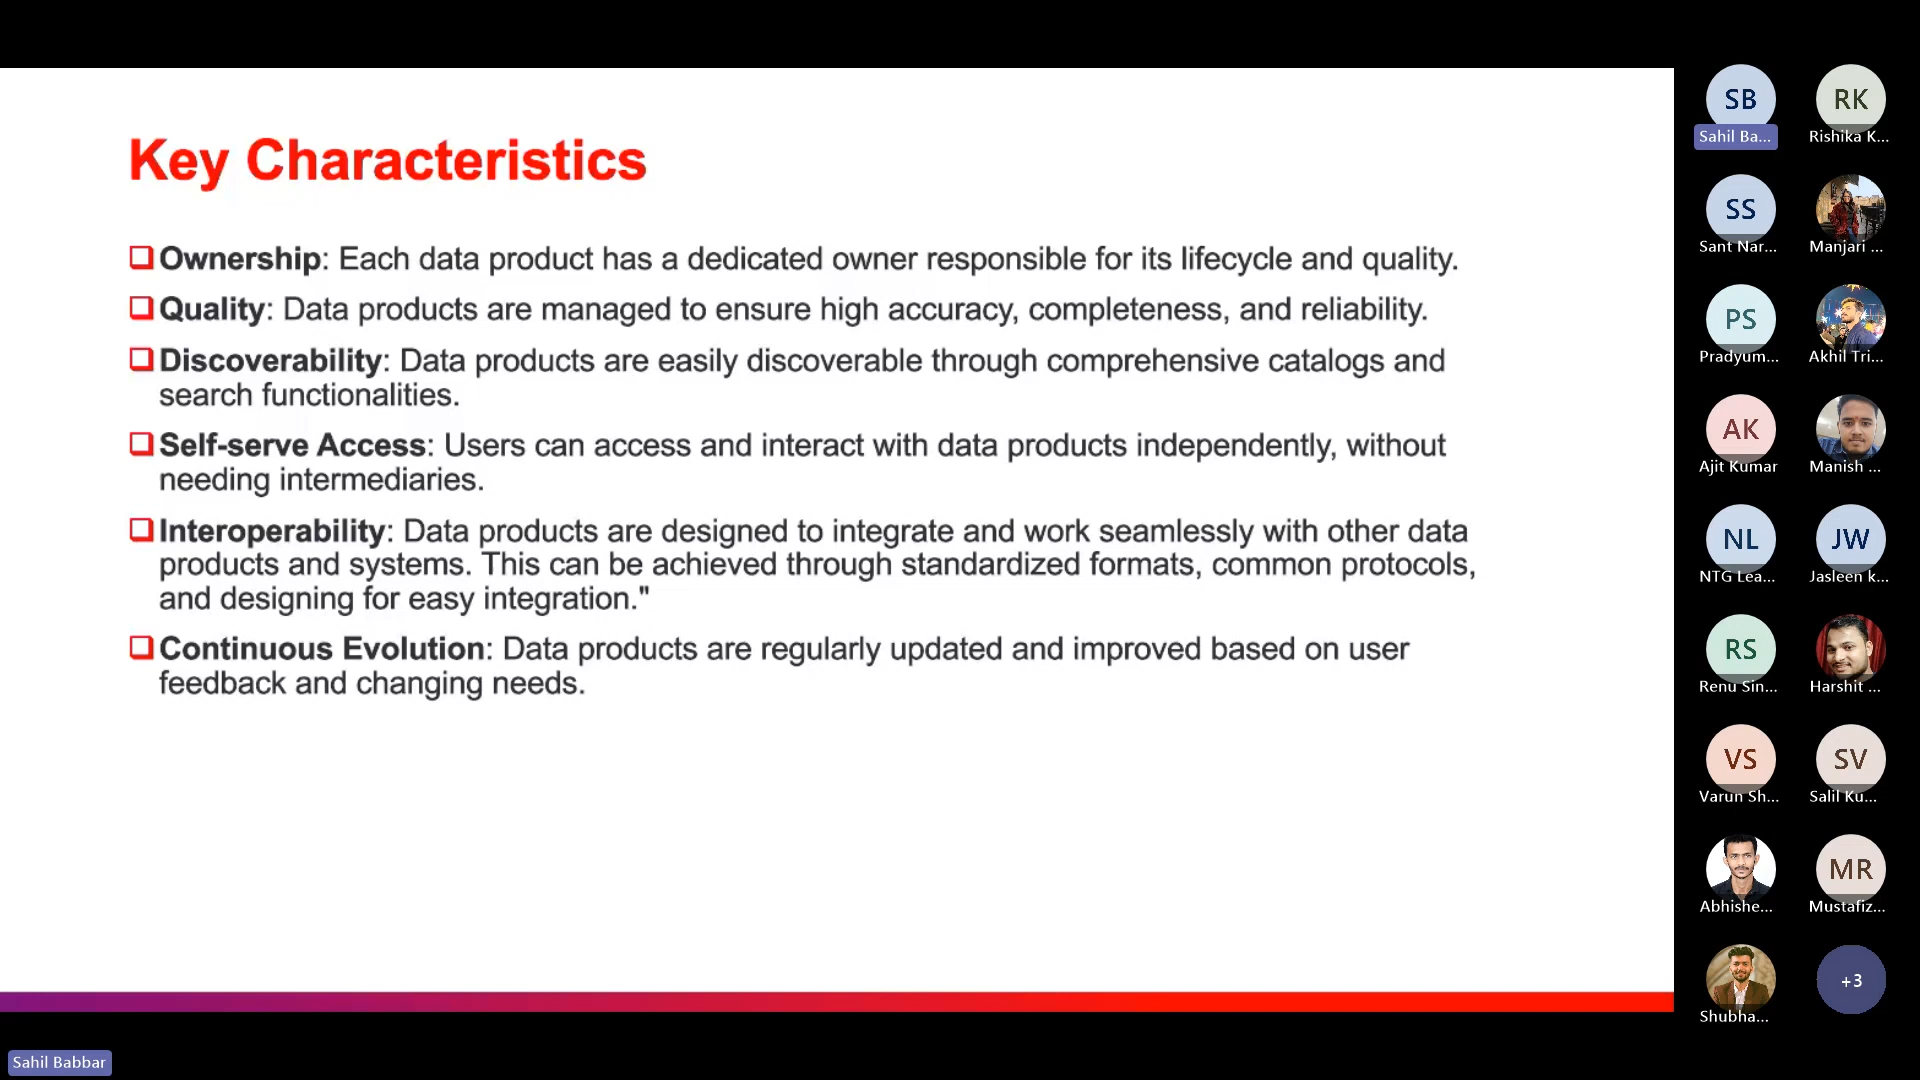 Key Characteristics
Ownership: Each data product has a dedicated owner responsible for its lifecycle and quality.
Quality: Data products are managed to ensure high accuracy, completeness, and reliability.
Discoverability: Data products are easily discoverable through comprehensive catalogs and
search functionalities.
Self-serve Access: Users can access and interact with data products independently, without
needing intermediaries.
Interoperability: Data products are designed to integrate and work seamlessly with other data
products and systems. This can be achieved through standardized formats, common protocols,
and designing for easy integration."
Continuous Evolution: Data products are regularly updated and improved based on user
feedback and changing needs.
SB RK
Sahil Ba... Rishika K...
SS
Sant Nar... Manjari ...
PS
Pradyum... Akhil Tri...
AK
Ajit Kumar Manish ...
NL JW
NTG Lea... Jasleen k...
RS
Renu Sin... Harshit ...
VS SV
Varun Sh... Salil Ku...
MR
Abhishe... Mustafiz...
+3
Shubha...
Sahil Babbar